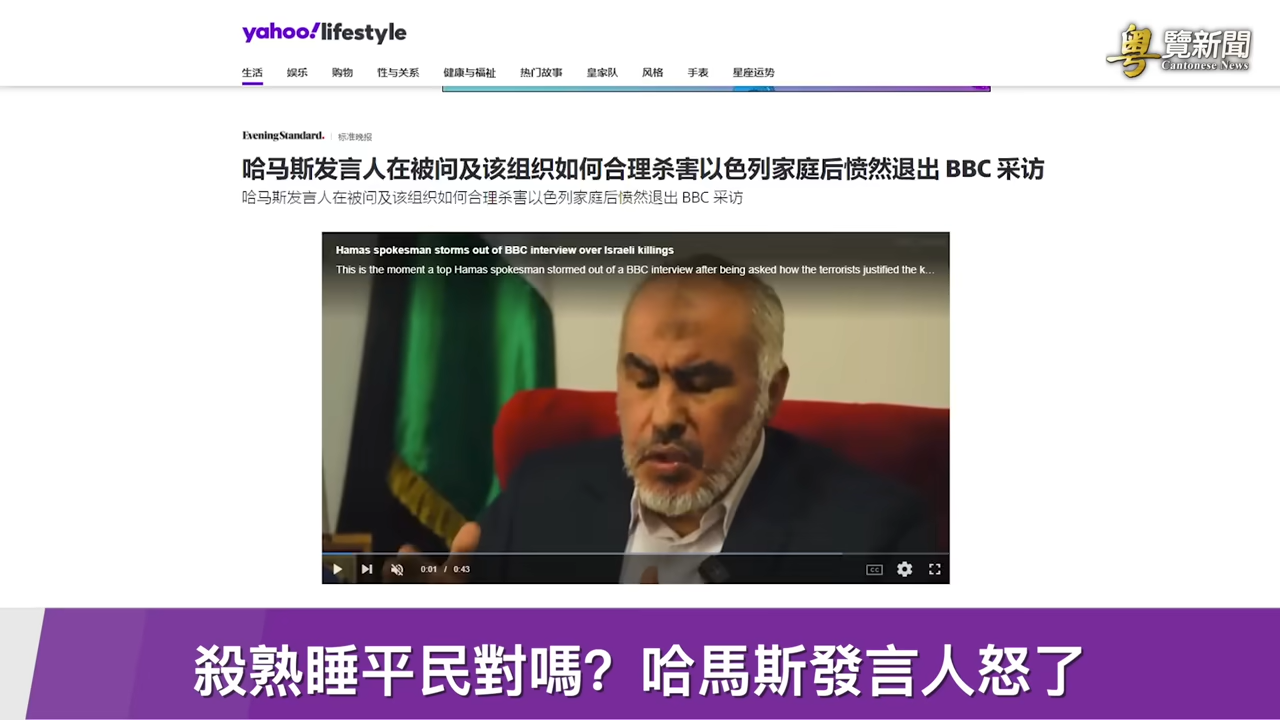 yahoo!lifestyle
粤覽新聞
Cantonese News
生活 娱乐 购物 性与关系 健康与福祉 热门故事 皇家队 风格 手表 星座运势
Evening Standard. 标准晚报
哈马斯发言人在被问及该组织如何合理杀害以色列家庭后愤然退出 BBC 采访
哈马斯发言人在被问及该组织如何合理杀害以色列家庭后愤然退出 BBC 采访
Hamas spokesman storms out of BBC interview over Israeli killings
This is the moment a top Hamas spokesman stormed out of a BBC interview after being asked how the terrorists justified the k...
0:01 / 0:43
CC
殺熟睡平民對嗎？哈馬斯發言人怒了